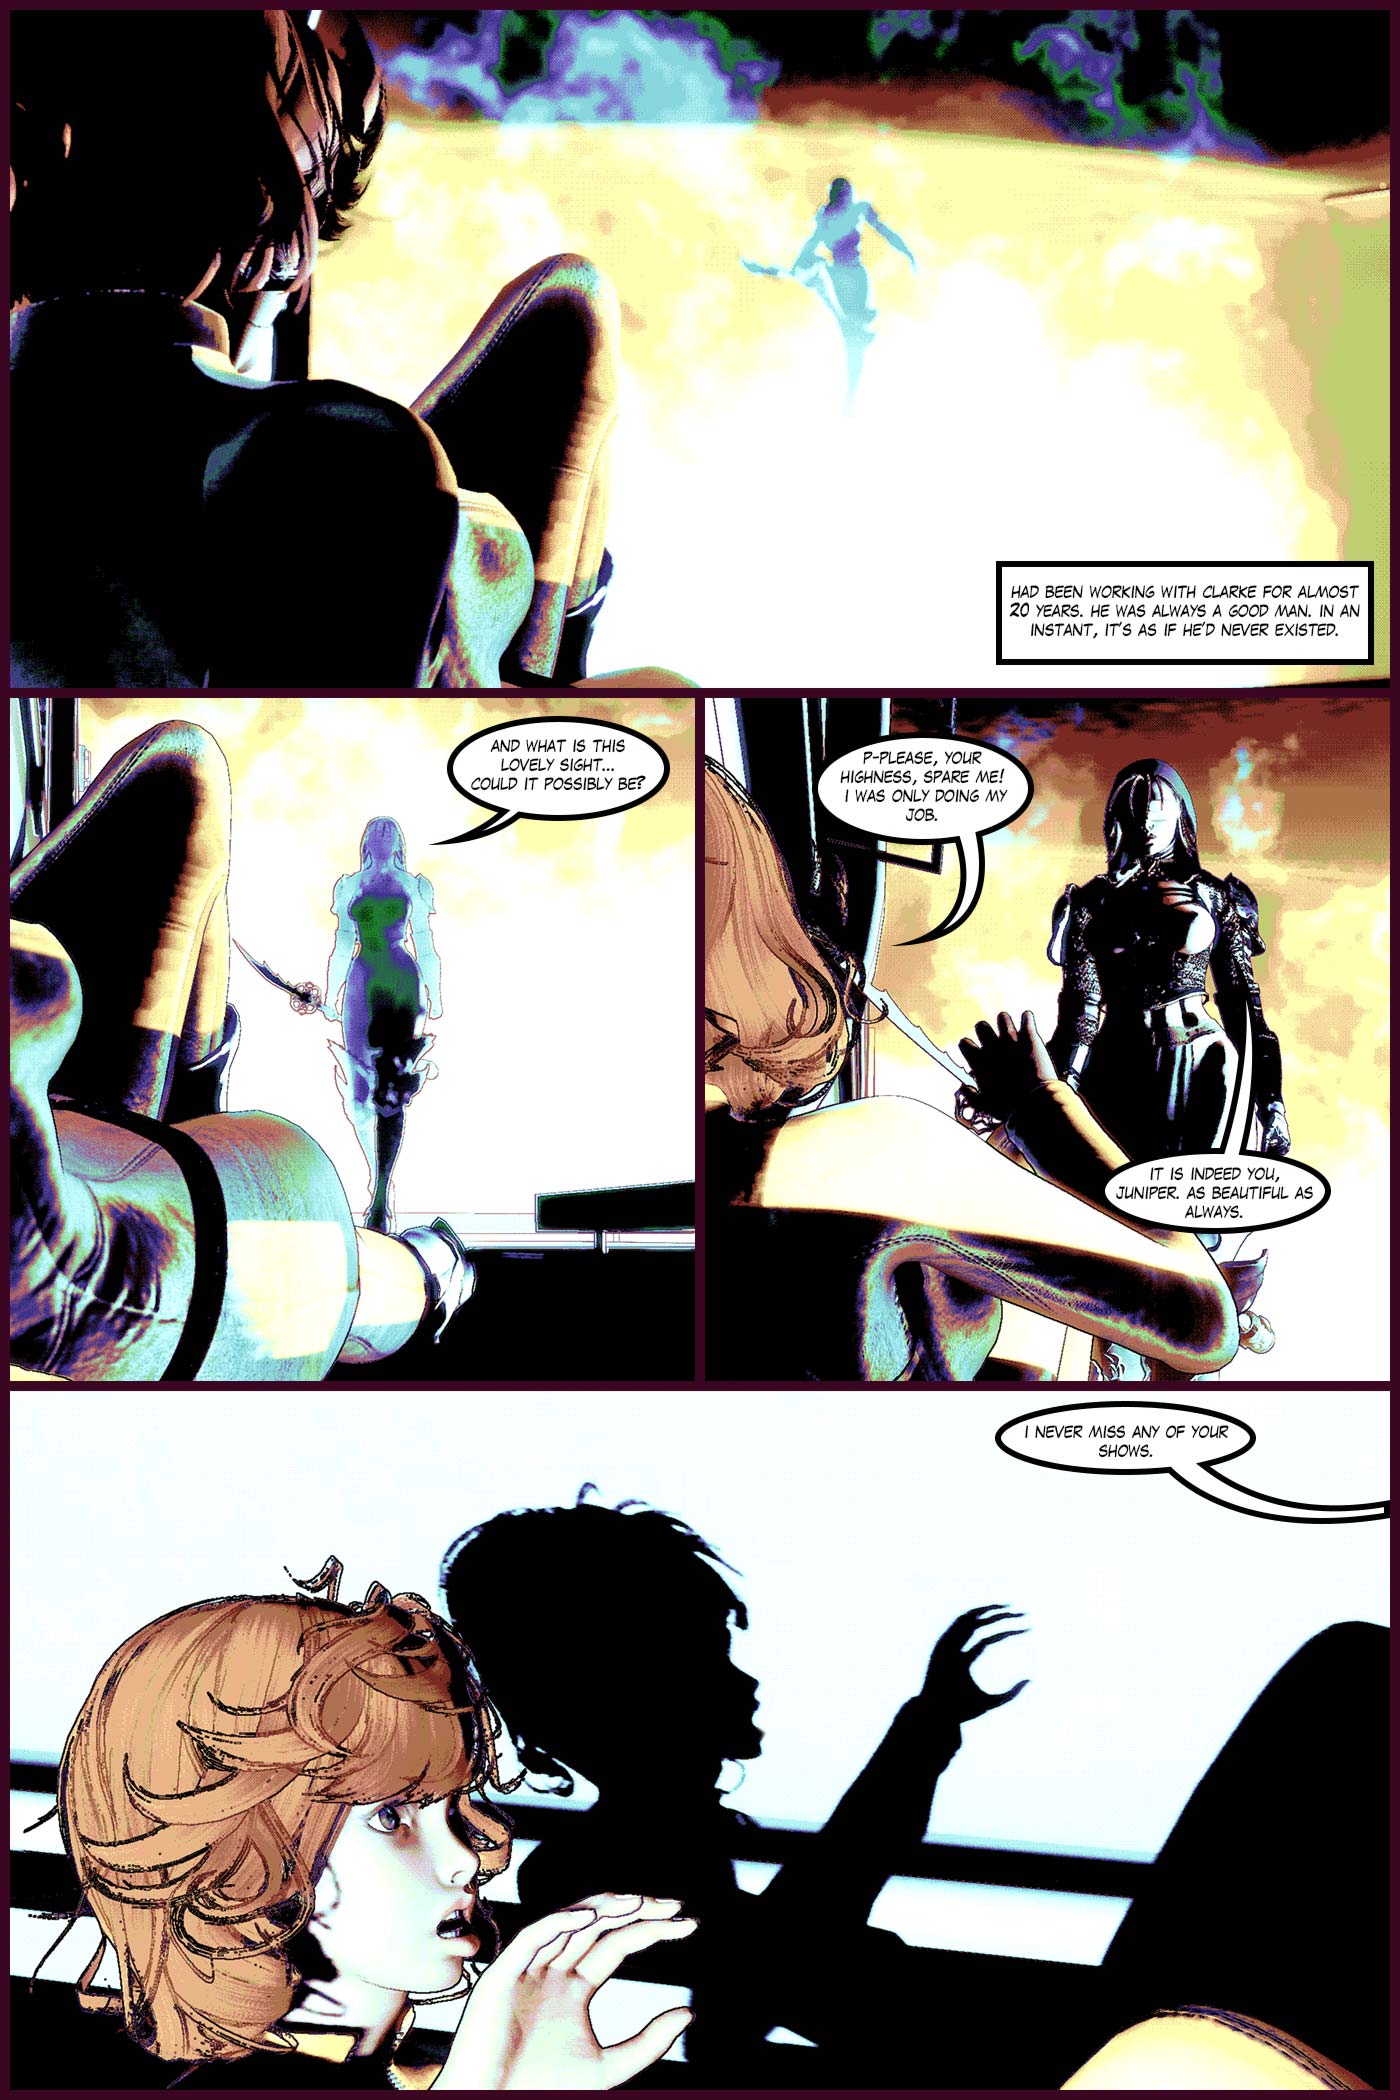 HAD BEEN WORKING WITH CLARKE FOR ALMOST
20 YEARS. HE WAS ALWAYS A GOOD MAN. IN AN
INSTANT, IT'S AS IF HE'D NEVER EXISTED.
AND WHAT IS THIS
LOVELY SIGHT...
COULD IT POSSIBLY BE?
P-PLEASE, YOUR
HIGHNESS, SPARE ME!
I WAS ONLY DOING MY
JOB.
IT IS INDEED YOU,
JUNIPER. AS BEAUTIFUL AS
ALWAYS.
I NEVER MISS ANY OF YOUR
SHOWS.